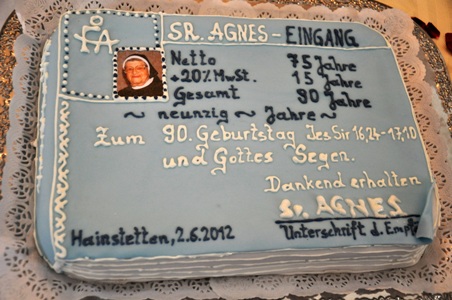 FA
SR. AGNES - EINGANG
Netto 75 Jahre
+20% MwSt. 15 Jahre
Gesamt 90 Jahre
~ neunzig ~ Jahre ~
Zum 90. Geburtstag Jes Sir 16,24-17,10
und Gottes Segen.
Dankend erhalten
Sr. AGNES
Hainstetten, 2.6.2012
Unterschrift d. Empf.